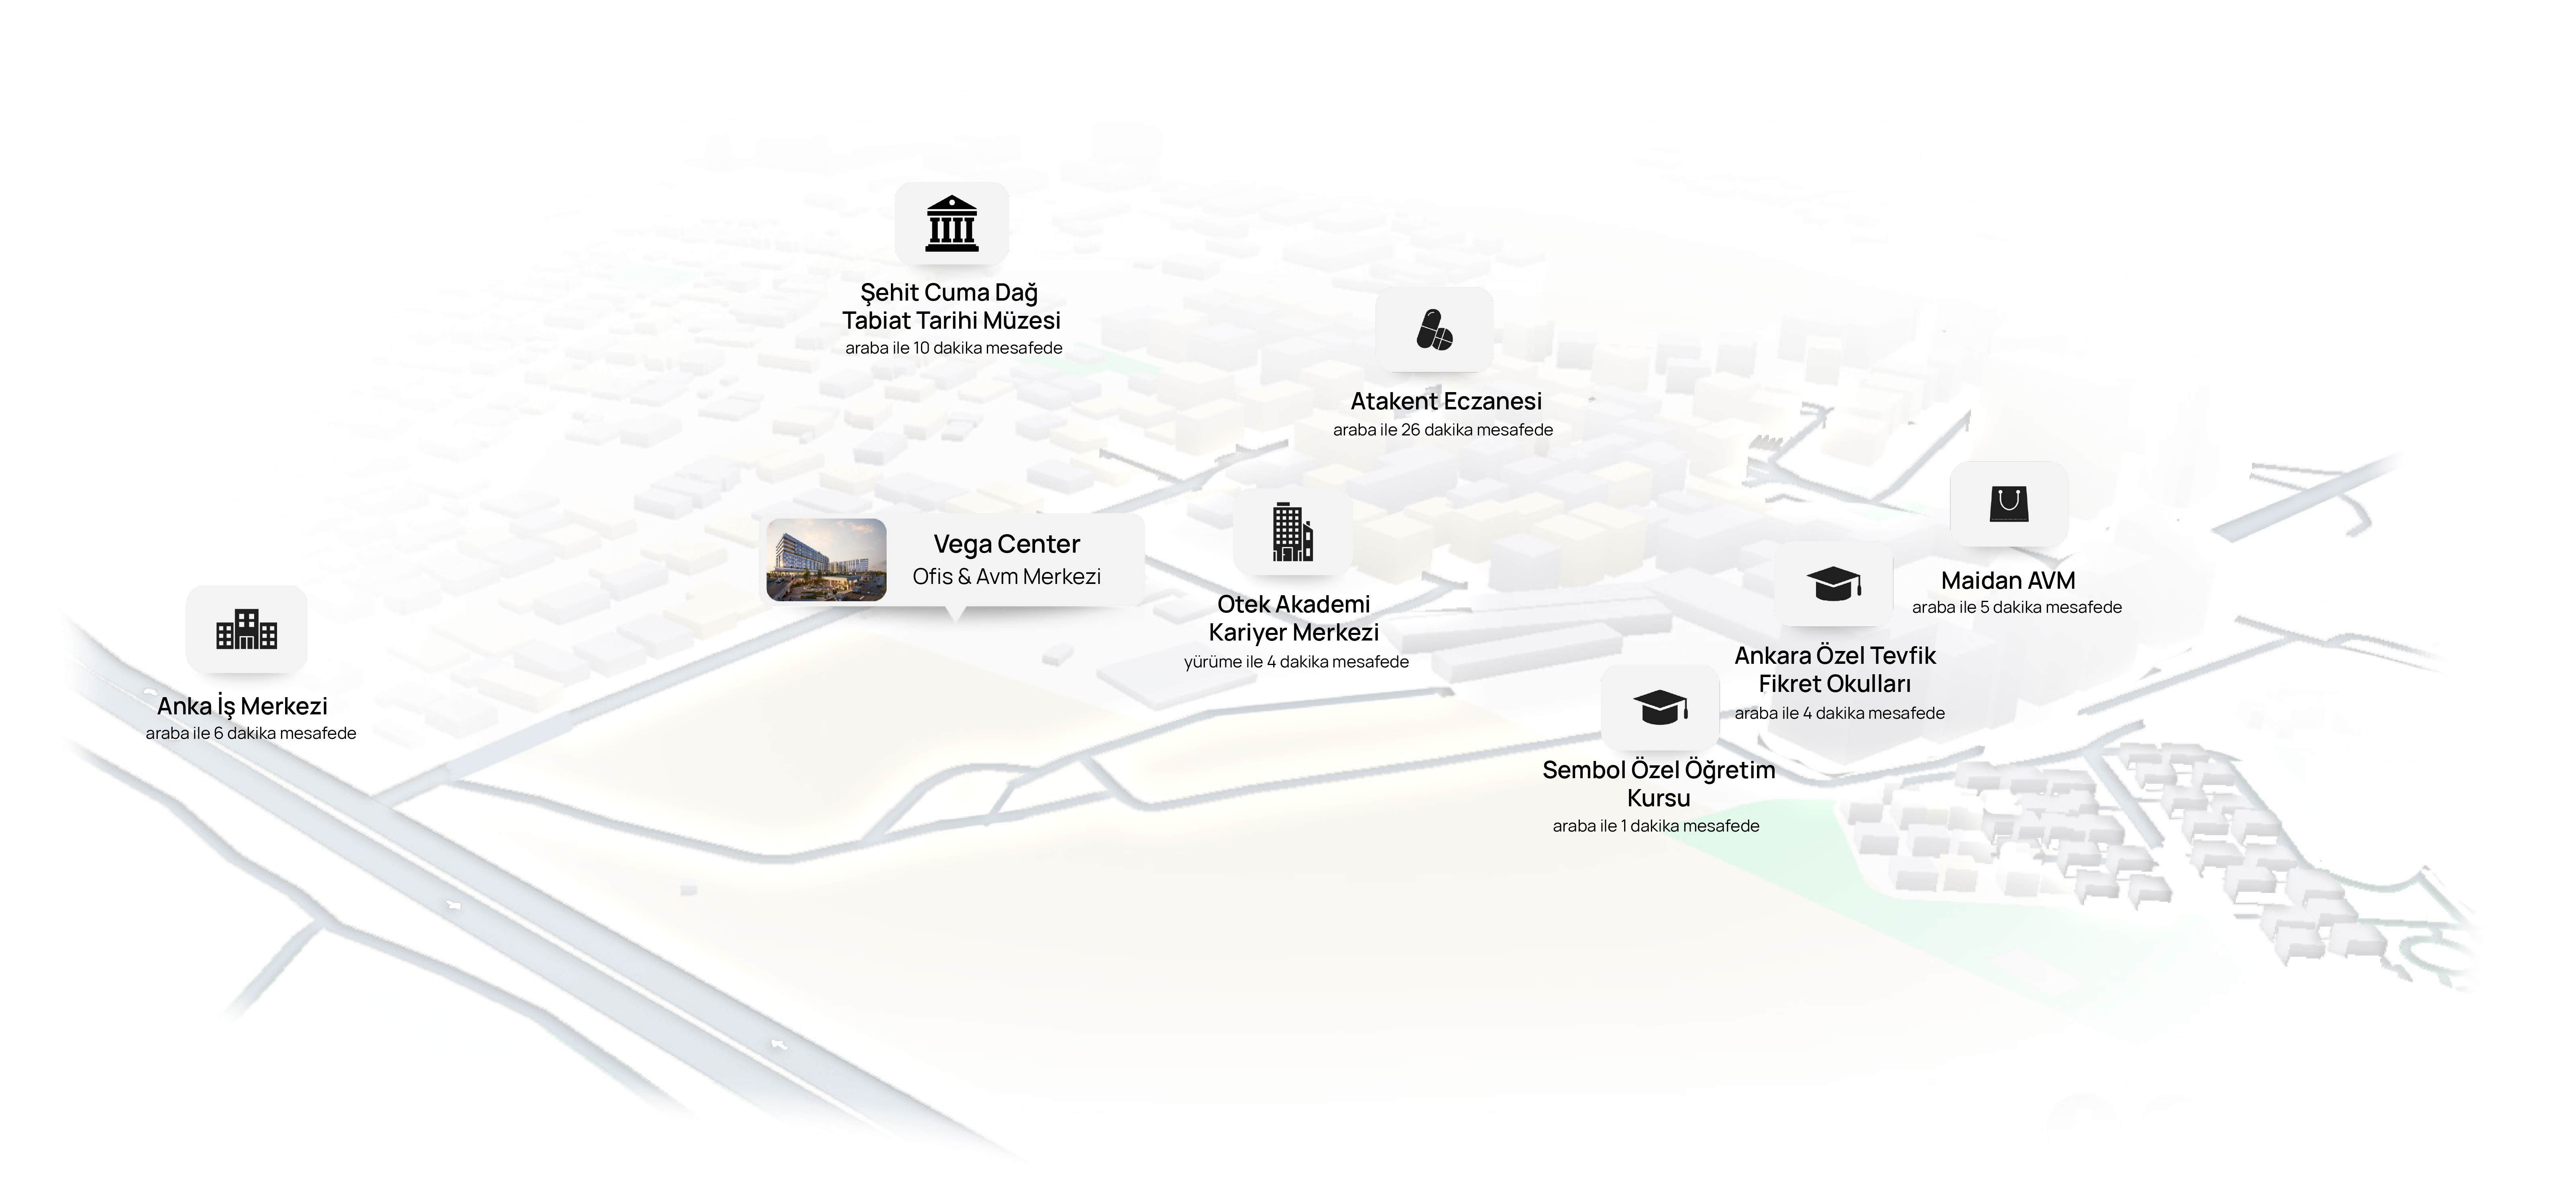 Şehit Cuma Dağ
Tabiat Tarihi Müzesi
araba ile 10 dakika mesafede
Atakent Eczanesi
araba ile 26 dakika mesafede
Vega Center
Ofis & Avm Merkezi
Otek Akademi
Kariyer Merkezi
yürüme ile 4 dakika mesafede
Maidan AVM
araba ile 5 dakika mesafede
Ankara Özel Tevfik
Fikret Okulları
araba ile 4 dakika mesafede
Anka İş Merkezi
araba ile 6 dakika mesafede
Sembol Özel Öğretim
Kursu
araba ile 1 dakika mesafede